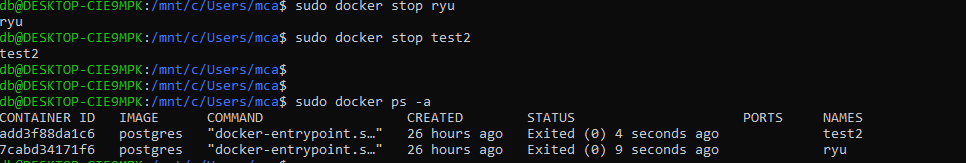 db@DESKTOP-CIE9MPK:/mnt/c/Users/mca$ sudo docker stop ryu
ryu
db@DESKTOP-CIE9MPK:/mnt/c/Users/mca$ sudo docker stop test2
test2
db@DESKTOP-CIE9MPK:/mnt/c/Users/mca$
db@DESKTOP-CIE9MPK:/mnt/c/Users/mca$
db@DESKTOP-CIE9MPK:/mnt/c/Users/mca$ sudo docker ps -a
CONTAINER ID   IMAGE      COMMAND                  CREATED        STATUS                     PORTS     NAMES
add3f88da1c6   postgres   "docker-entrypoint.s…"   26 hours ago   Exited (0) 4 seconds ago             test2
7cabd34171f6   postgres   "docker-entrypoint.s…"   26 hours ago   Exited (0) 9 seconds ago             ryu